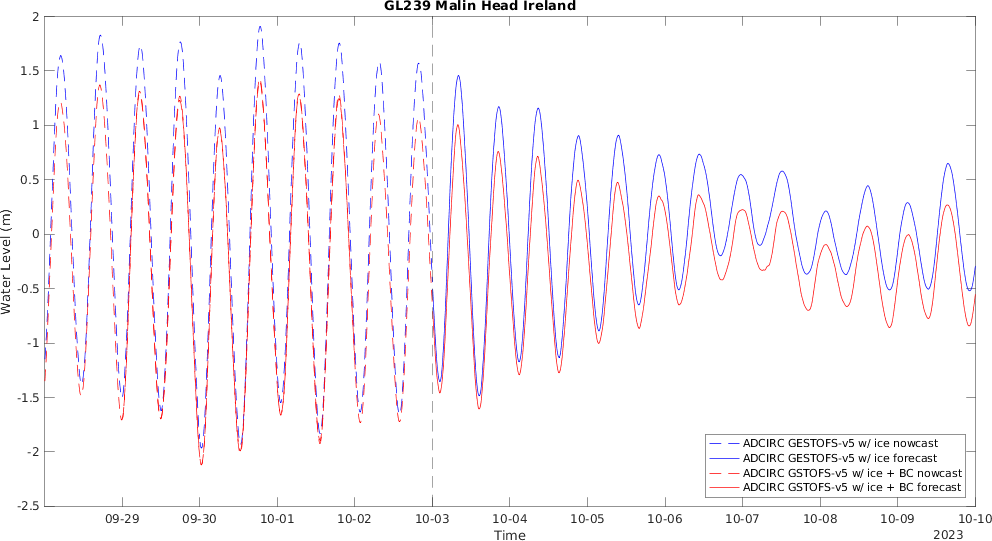 GL239 Malin Head Ireland
Water Level (m)
2
1.5
1
0.5
0
-0.5
-1
-1.5
-2
-2.5
09-29 09-30 10-01 10-02 10-03 10-04 10-05 10-06 10-07 10-08 10-09 10-10
Time
2023
ADCIRC GESTOFS-v5 w/ ice nowcast
ADCIRC GESTOFS-v5 w/ ice forecast
ADCIRC GSTOFS-v5 w/ ice + BC nowcast
ADCIRC GSTOFS-v5 w/ ice + BC forecast